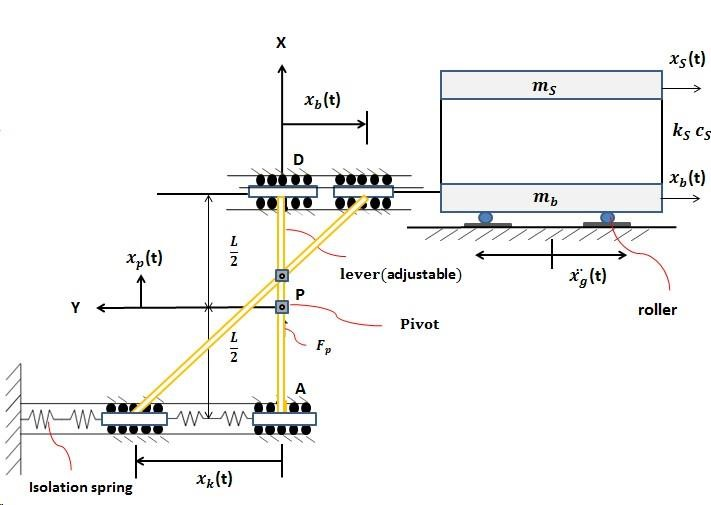 X
x_S(t)
m_S
x_b(t)
k_S c_S
D
x_b(t)
m_b
L/2
x_p(t)
lever(adjustable)
ẍ_g(t)
P
roller
Y
Pivot
L/2
F_p
A
x_k(t)
Isolation spring